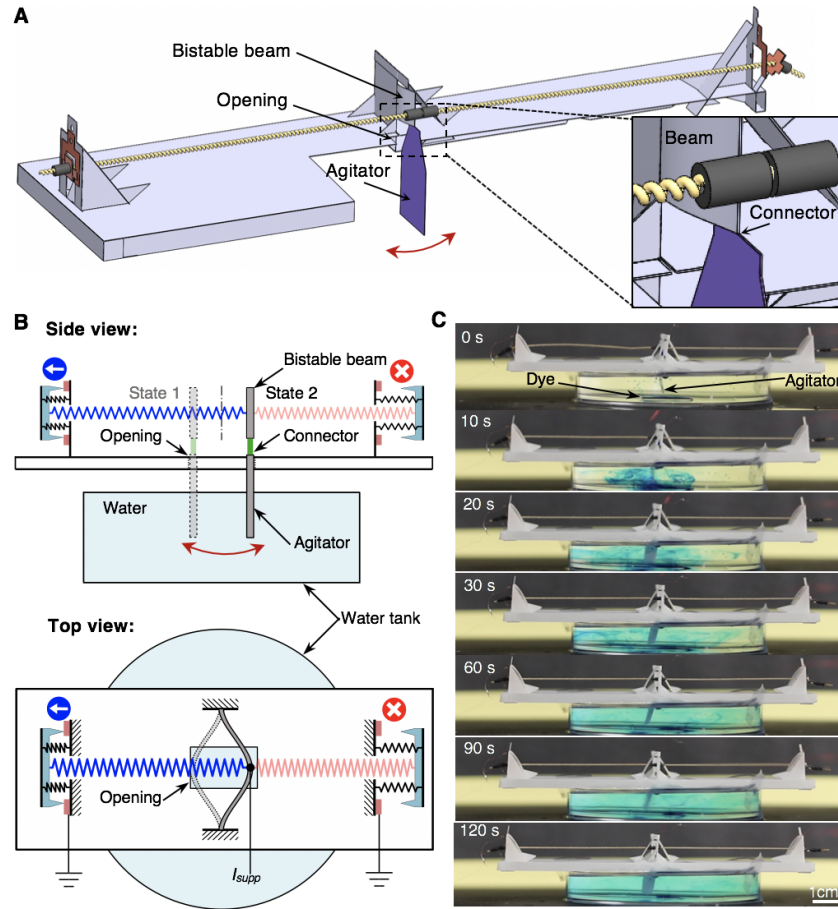 A
Bistable beam
Opening
Agitator
Beam
Connector
B
Side view:
Bistable beam
State 1
State 2
Opening
Connector
Water
Agitator
Water tank
Top view:
Opening
Isupp
C
0 s
Dye
Agitator
10 s
20 s
30 s
60 s
90 s
120 s
1cm